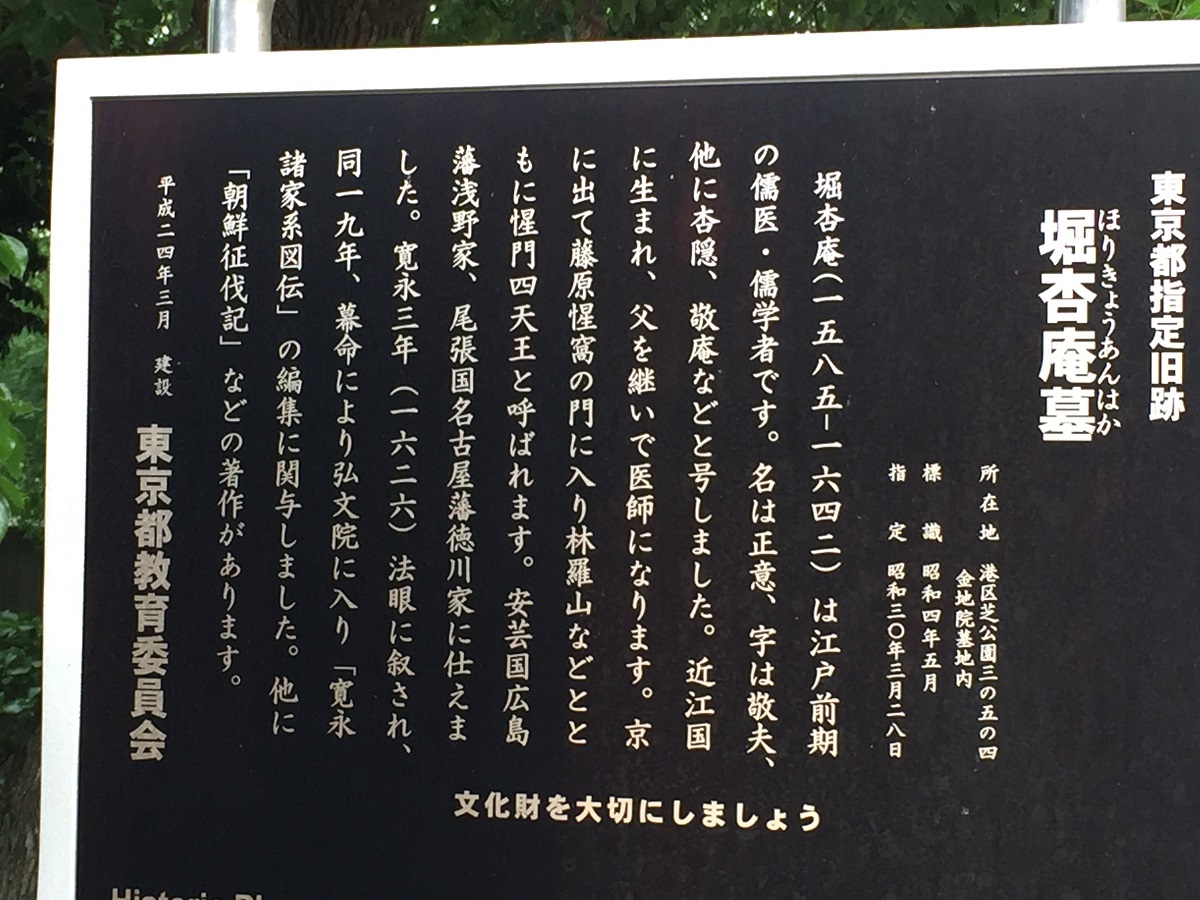 東京都指定旧跡
ほりきょうあんはか
堀杏庵墓
所在地 港区芝公園三の五の四
金地院墓地内
標識 昭和四年五月
指定 昭和三〇年三月二八日
堀杏庵(一五八五―一六四二)は江戸前期
の儒医・儒学者です。名は正意、字は敬夫、
他に杏隠、敬庵などと号しました。近江国
に生まれ、父を継いで医師になります。京
に出て藤原惺窩の門に入り林羅山などとと
もに惺門四天王と呼ばれます。安芸国広島
藩浅野家、尾張国名古屋藩徳川家に仕えま
した。寛永三年(一六二六)法眼に叙され、
同一九年、幕命により弘文院に入り「寛永
諸家系図伝」の編集に関与しました。他に
「朝鮮征伐記」などの著作があります。
平成二四年三月 建設
東京都教育委員会
文化財を大切にしましょう
Historic Pl